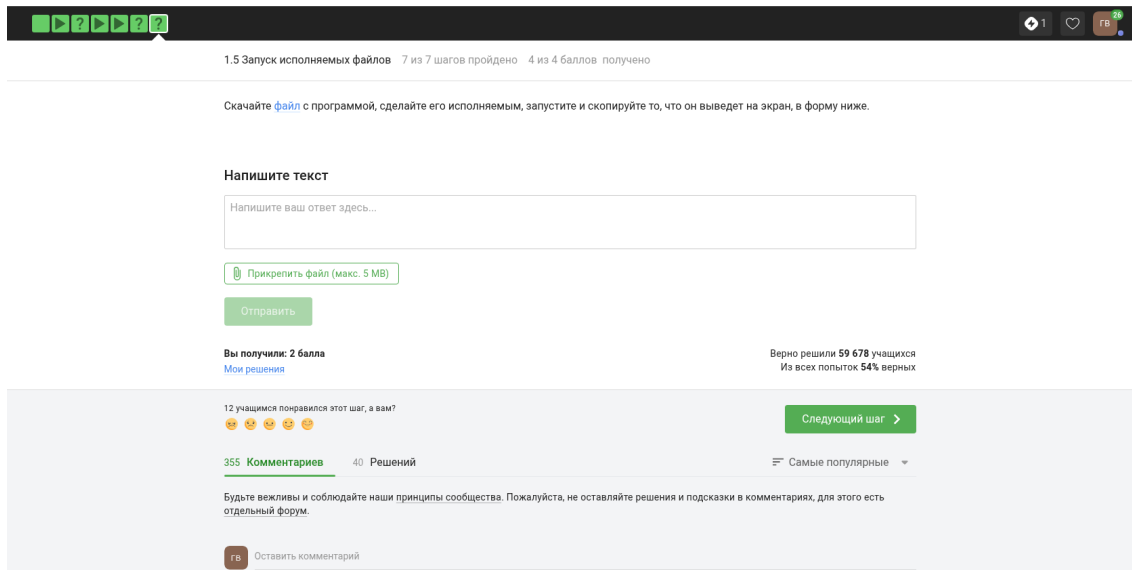 ? ? ?
1
ГВ
26
1.5 Запуск исполняемых файлов 7 из 7 шагов пройдено 4 из 4 баллов получено
Скачайте файл с программой, сделайте его исполняемым, запустите и скопируйте то, что он выведет на экран, в форму ниже.
Напишите текст
Напишите ваш ответ здесь...
Прикрепить файл (макс. 5 MB)
Отправить
Вы получили: 2 балла
Мои решения
Верно решили 59 678 учащихся
Из всех попыток 54% верных
12 учащимся понравился этот шаг, а вам?
Следующий шаг
355 Комментариев 40 Решений Самые популярные
Будьте вежливы и соблюдайте наши принципы сообщества. Пожалуйста, не оставляйте решения и подсказки в комментариях, для этого есть
отдельный форум.
ГВ Оставить комментарий